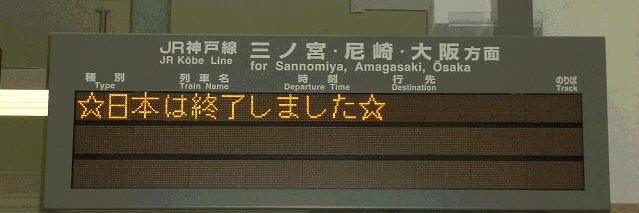 JR神戸線 三ノ宮・尼崎・大阪方面
JR Kōbe Line for Sannomiya, Amagasaki, Ōsaka
種別 列車名 時刻 行先 のりば
Type Train Name Departure Time Destination Track
☆日本は終了しました☆